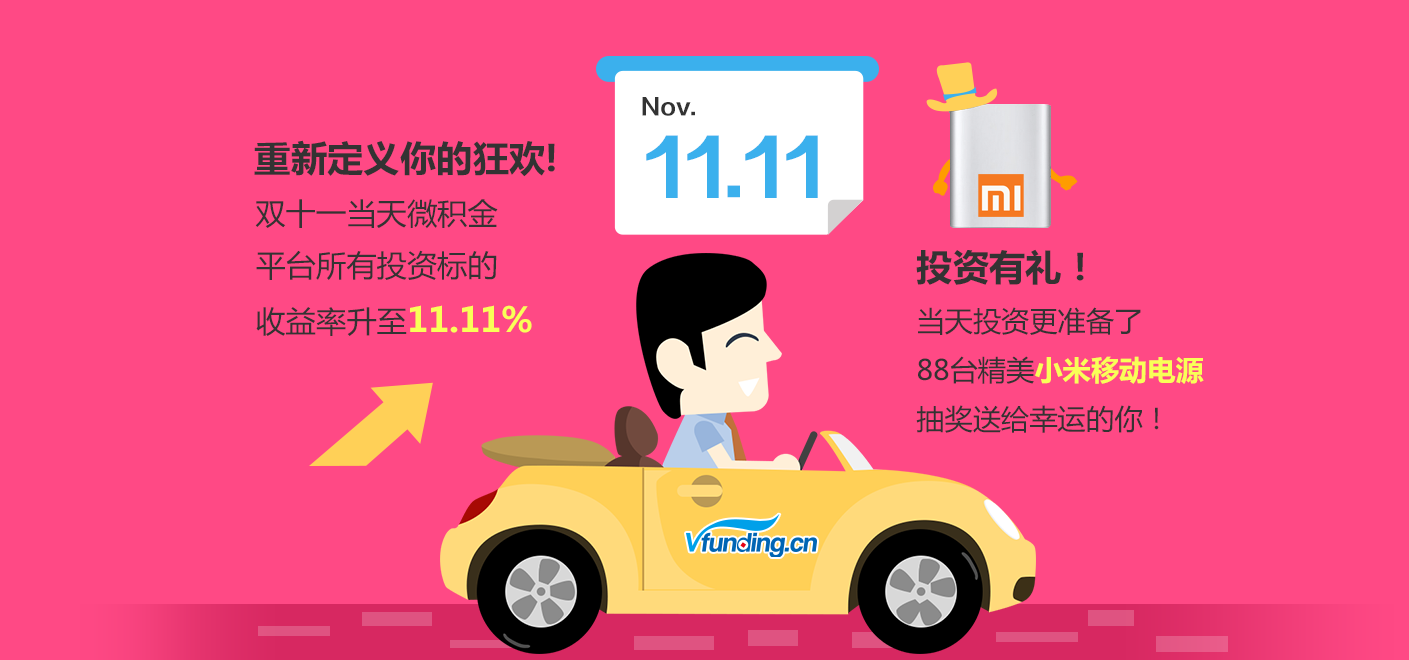 重新定义你的狂欢!
双十一当天微积金
平台所有投资标的
收益率升至11.11%
Nov.
11.11
mi
投资有礼！
当天投资更准备了
88台精美小米移动电源
抽奖送给幸运的你！
Vfunding.cn